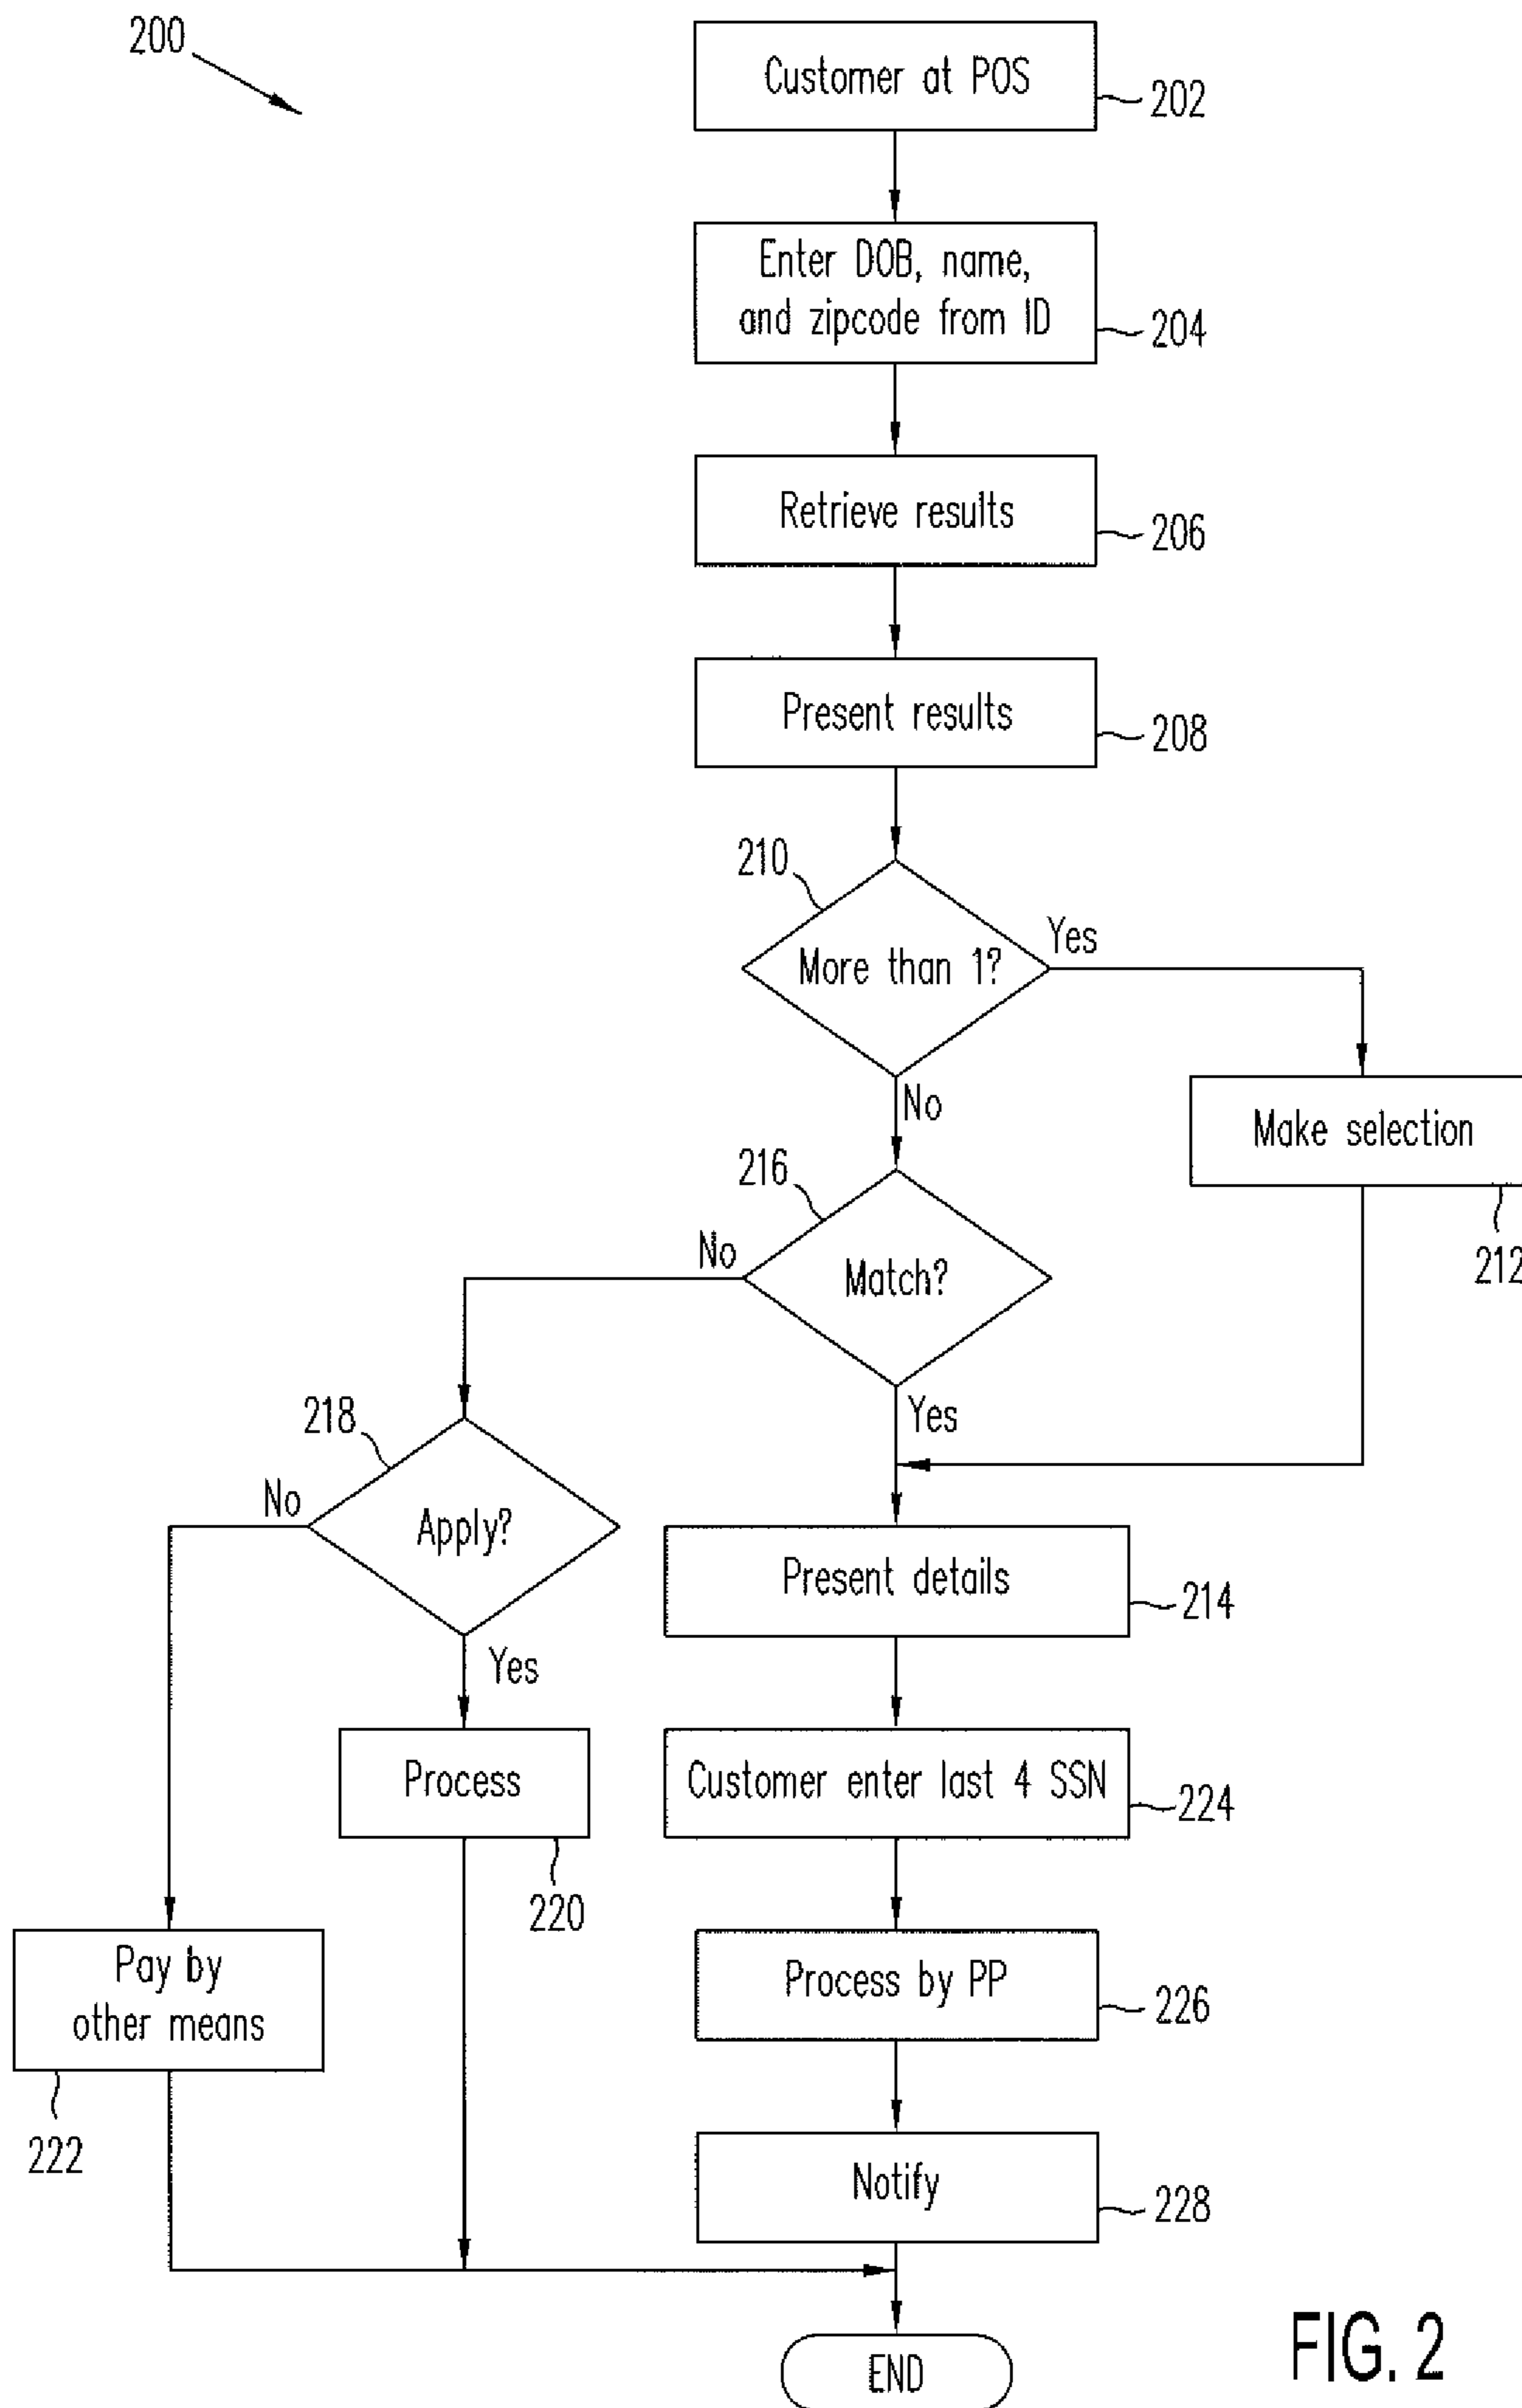 200
Customer at POS
202
Enter DOB, name,
and zipcode from ID
204
Retrieve results
206
Present results
208
210
More than 1?
Yes
No
Make selection
212
216
Match?
No
Yes
218
Apply?
No
Yes
Present details
214
Process
220
Customer enter last 4 SSN
224
Pay by
other means
222
Process by PP
226
Notify
228
END
FIG. 2